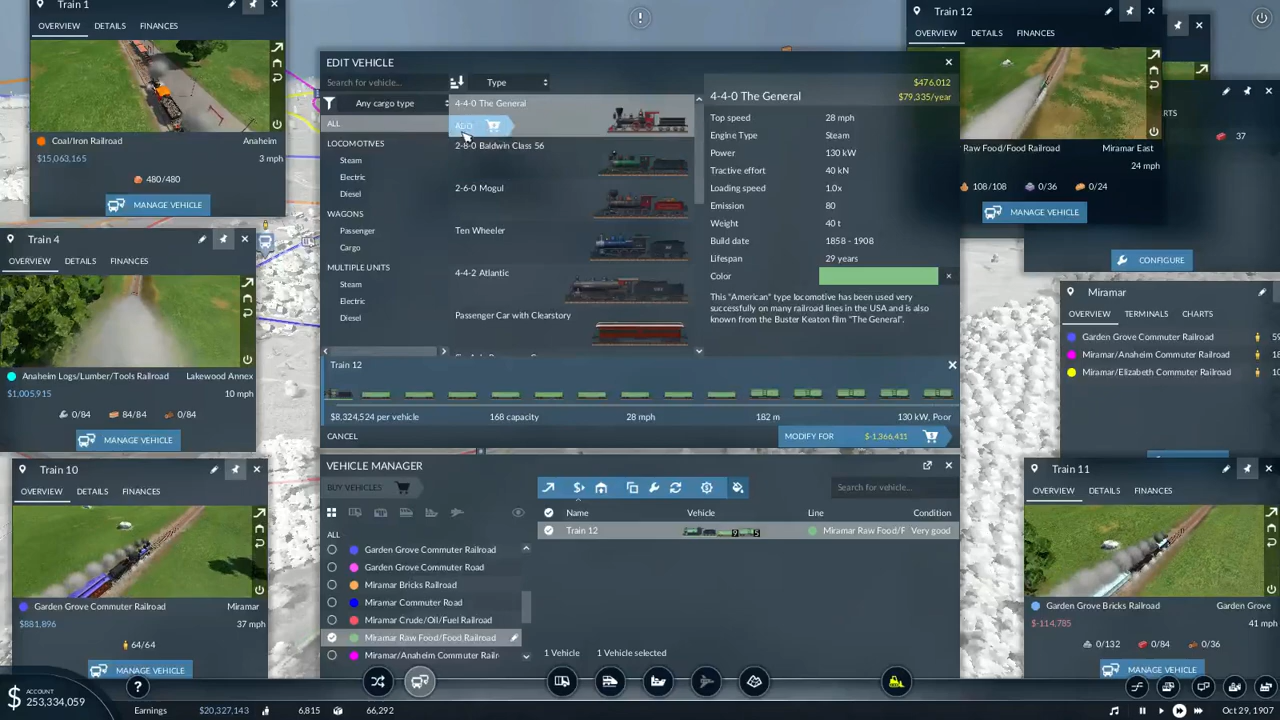 Train 1
OVERVIEW DETAILS FINANCES
Coal/Iron Railroad Anaheim
$15,063,165 3 mph
480/480
MANAGE VEHICLE
Train 4
OVERVIEW DETAILS FINANCES
Anaheim Logs/Lumber/Tools Railroad Lakewood Annex
$1,005,915 10 mph
0/84 84/84 0/84
MANAGE VEHICLE
Train 10
OVERVIEW DETAILS FINANCES
Garden Grove Commuter Railroad Miramar
$881,896 37 mph
64/64
MANAGE VEHICLE
EDIT VEHICLE
Search for vehicle... Type
Any cargo type
ALL
LOCOMOTIVES
Steam
Electric
Diesel
WAGONS
Passenger
Cargo
MULTIPLE UNITS
Steam
Electric
Diesel
4-4-0 The General
ADD
2-8-0 Baldwin Class 56
2-6-0 Mogul
Ten Wheeler
4-4-2 Atlantic
Passenger Car with Clearstory
$476,012
4-4-0 The General $79,335/year
Top speed 28 mph
Engine Type Steam
Power 130 kW
Tractive effort 40 kN
Loading speed 1.0x
Emission 80
Weight 40 t
Build date 1858 - 1908
Lifespan 29 years
Color
This "American" type locomotive has been used very
successfully on many railroad lines in the USA and is also
known from the Buster Keaton film "The General".
Train 12
$8,324,524 per vehicle 168 capacity 28 mph 182 m 130 kW, Poor
CANCEL MODIFY FOR $-1,366,411
VEHICLE MANAGER
BUY VEHICLES Search for vehicle...
ALL
Garden Grove Commuter Railroad
Garden Grove Commuter Road
Miramar Bricks Railroad
Miramar Commuter Road
Miramar Crude/Oil/Fuel Railroad
Miramar Raw Food/Food Railroad
Miramar/Anaheim Commuter Railr
Name Vehicle Line Condition
Train 12 9 5 Miramar Raw Food/F Very good
1 Vehicle 1 Vehicle selected
Train 12
OVERVIEW DETAILS FINANCES
Raw Food/Food Railroad Miramar East
24 mph
108/108 0/36 0/24
MANAGE VEHICLE
37
CONFIGURE
Miramar
OVERVIEW TERMINALS CHARTS
Garden Grove Commuter Railroad 59
Miramar/Anaheim Commuter Railroad 18
Miramar/Elizabeth Commuter Railroad 10
Train 11
OVERVIEW DETAILS FINANCES
Garden Grove Bricks Railroad Garden Grove
$-114,785 41 mph
0/132 0/84 0/36
MANAGE VEHICLE
$ ACCOUNT
253,334,059
?
Earnings $20,327,143 6,815 66,292 Oct 29, 1907